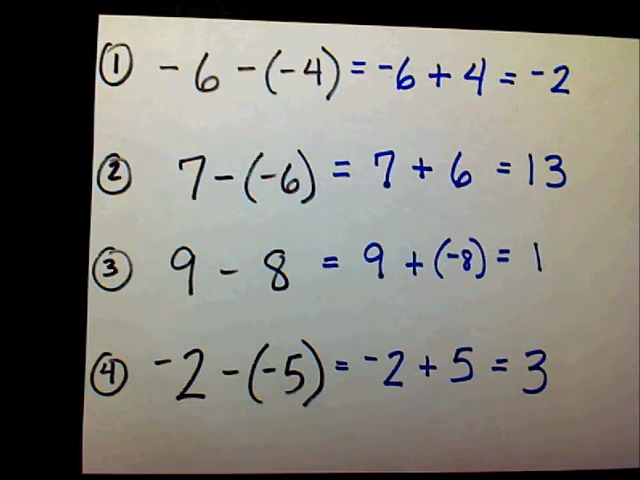 ① -6 -(-4) = -6 + 4 = -2
② 7 -(-6) = 7 + 6 = 13
③ 9 - 8 = 9 + (-8) = 1
④ -2 -(-5) = -2 + 5 = 3